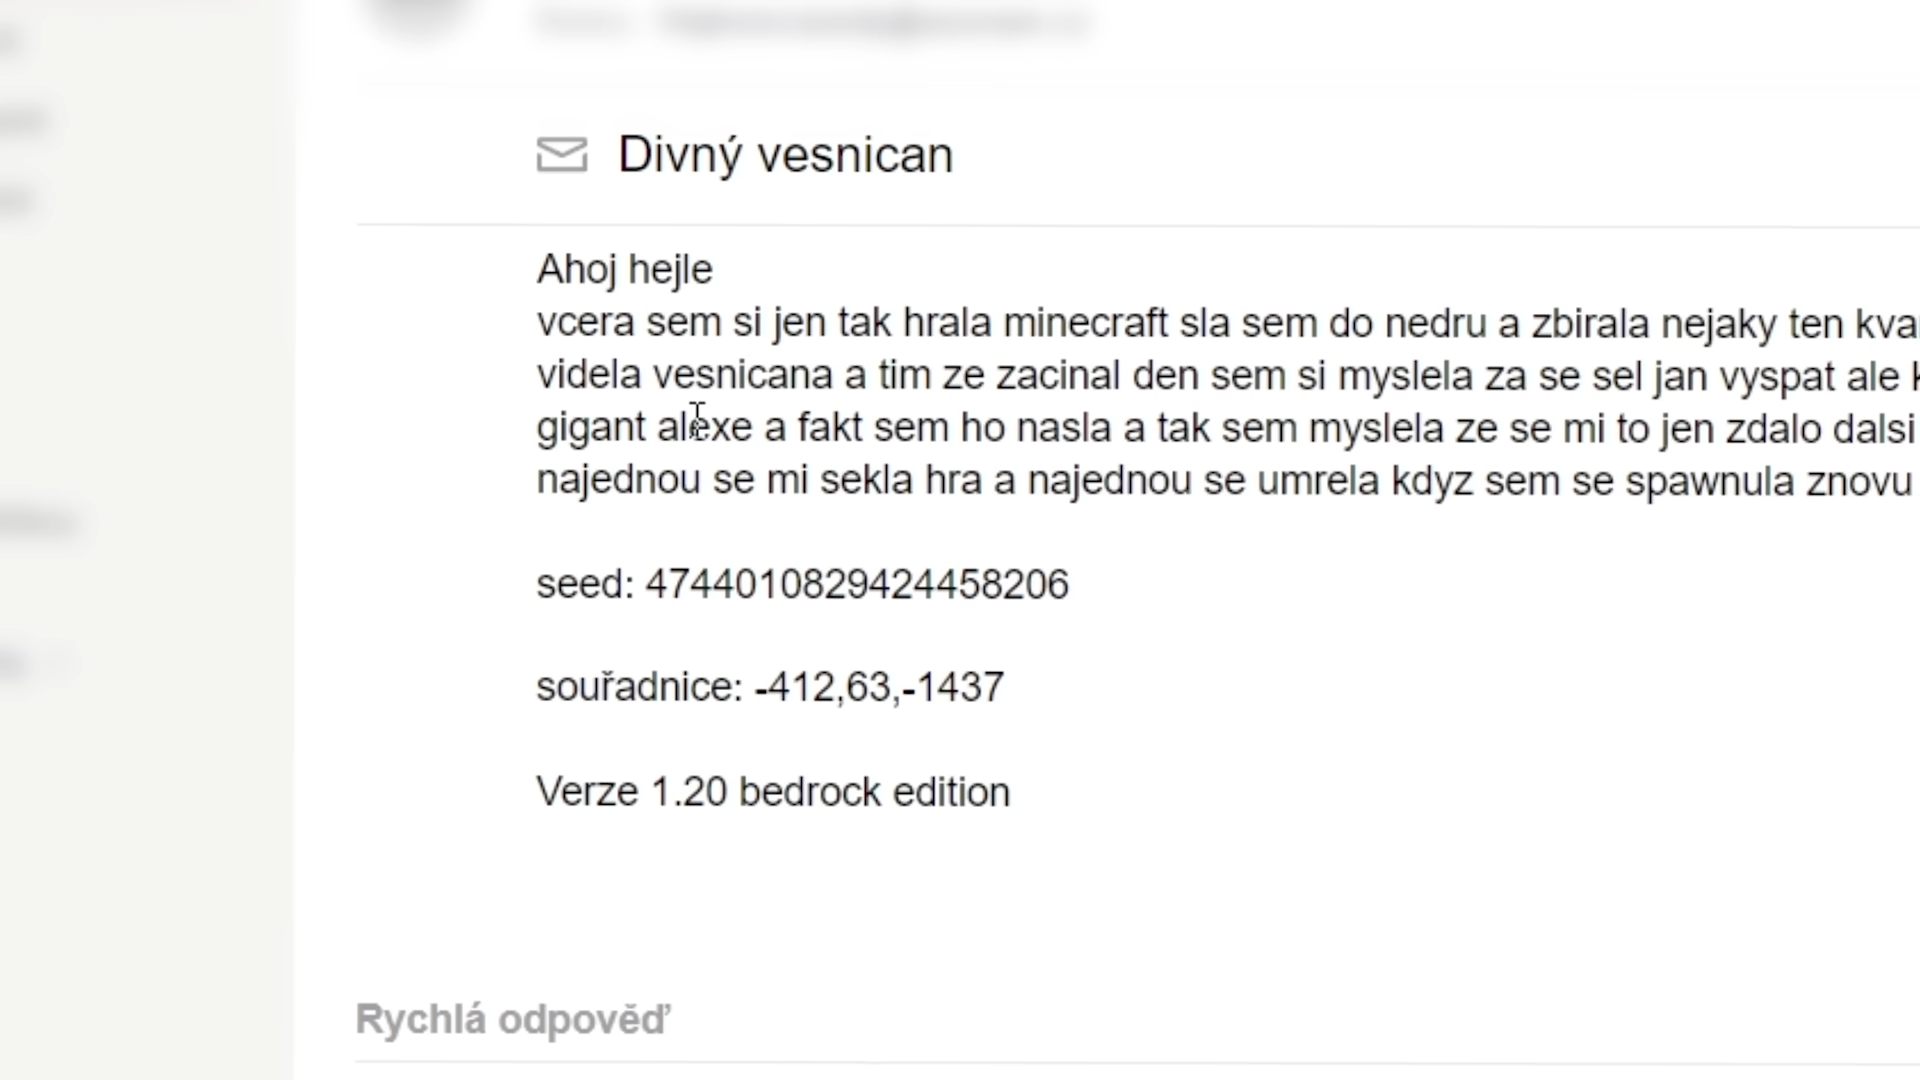 Divný vesnican
Ahoj hejle
vcera sem si jen tak hrala minecraft sla sem do nedru a zbirala nejaky ten
videla vesnicana a tim ze zacinal den sem si myslela za se sel jan vyspat ale
gigant alexe a fakt sem ho nasla a tak sem myslela ze se mi to jen zdalo dalsi
najednou se mi sekla hra a najednou se umrela kdyz sem se spawnula znovu
seed: 4744010829424458206
souřadnice: -412,63,-1437
Verze 1.20 bedrock edition
Rychlá odpověď